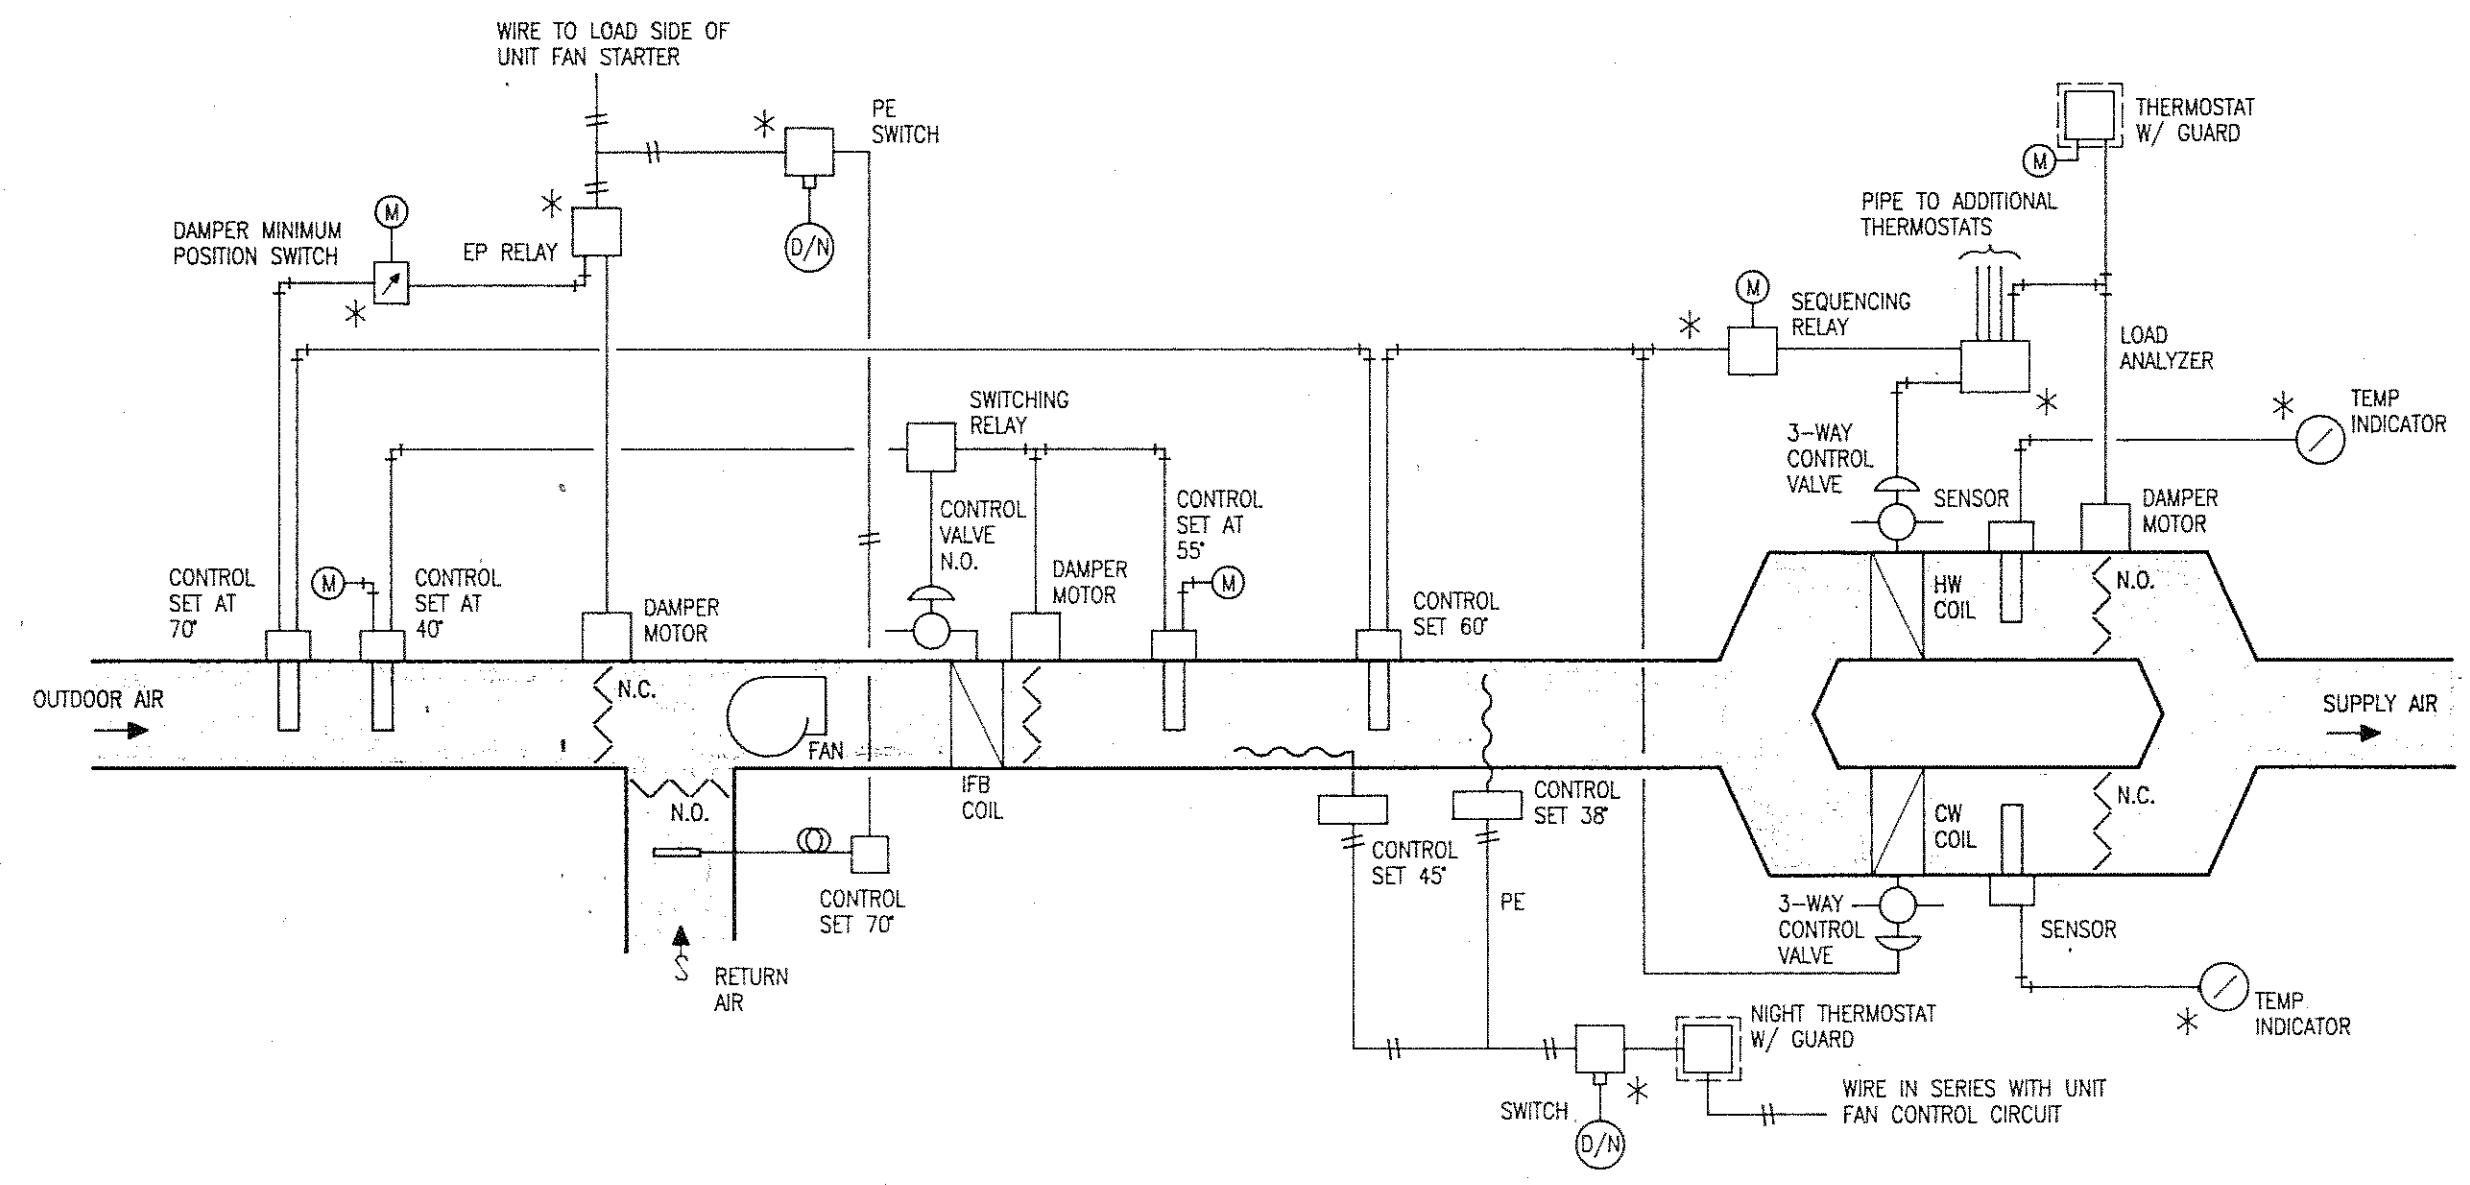 WIRE TO LOAD SIDE OF
UNIT FAN STARTER
PE
SWITCH
D/N
M
DAMPER MINIMUM
POSITION SWITCH
EP RELAY
THERMOSTAT
W/ GUARD
M
PIPE TO ADDITIONAL
THERMOSTATS
M
SEQUENCING
RELAY
LOAD
ANALYZER
TEMP
INDICATOR
SWITCHING
RELAY
3-WAY
CONTROL
VALVE
SENSOR
DAMPER
MOTOR
CONTROL
VALVE
N.O.
CONTROL
SET AT
55°
M
DAMPER
MOTOR
CONTROL
SET AT
70°
M
CONTROL
SET AT
40°
DAMPER
MOTOR
CONTROL
SET 60°
HW
COIL
N.O.
OUTDOOR AIR
N.C.
FAN
SUPPLY AIR
N.O.
IFB
COIL
CONTROL
SET 38°
CONTROL
SET 45°
CW
COIL
N.C.
CONTROL
SET 70°
PE
3-WAY
CONTROL
VALVE
SENSOR
S
RETURN
AIR
TEMP
INDICATOR
NIGHT THERMOSTAT
W/ GUARD
SWITCH
D/N
WIRE IN SERIES WITH UNIT
FAN CONTROL CIRCUIT